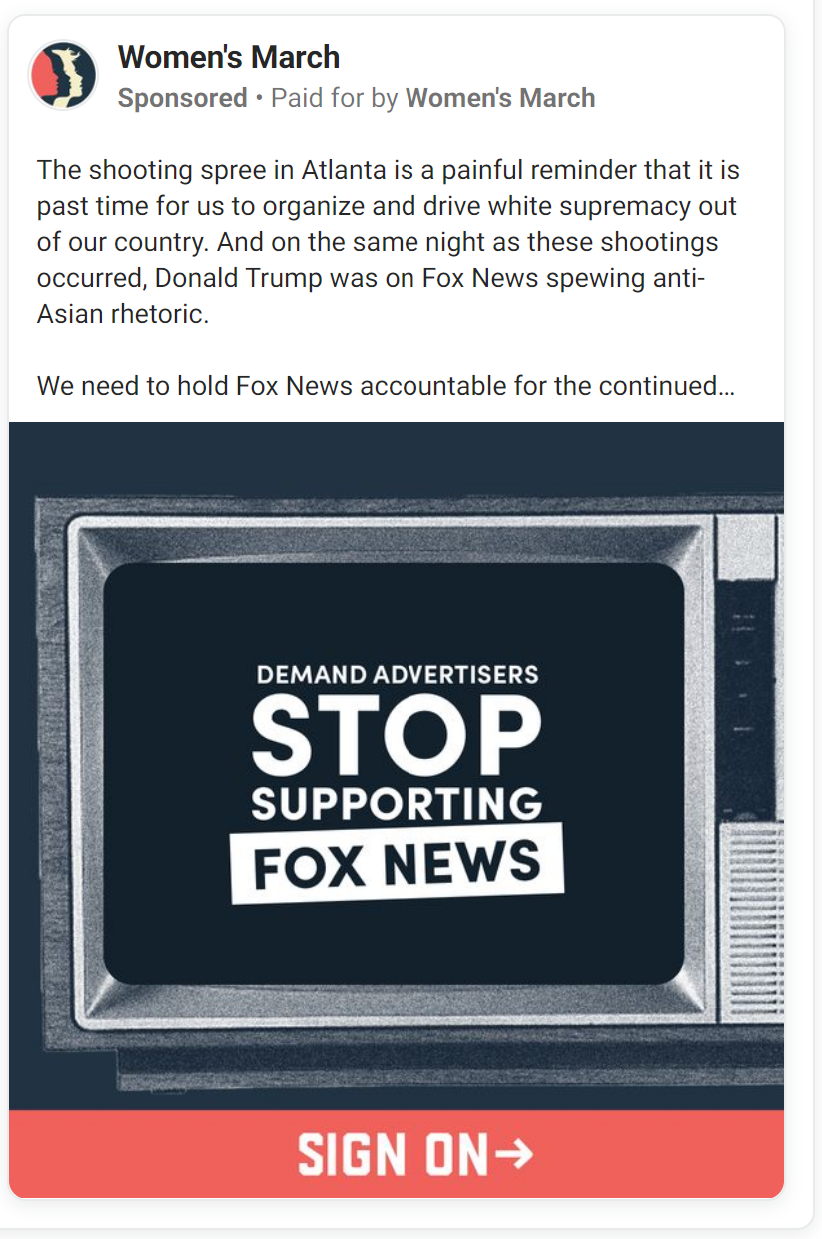 Women's March
Sponsored • Paid for by Women's March
The shooting spree in Atlanta is a painful reminder that it is
past time for us to organize and drive white supremacy out
of our country. And on the same night as these shootings
occurred, Donald Trump was on Fox News spewing anti-
Asian rhetoric.
We need to hold Fox News accountable for the continued...
DEMAND ADVERTISERS
STOP
SUPPORTING
FOX NEWS
SIGN ON→